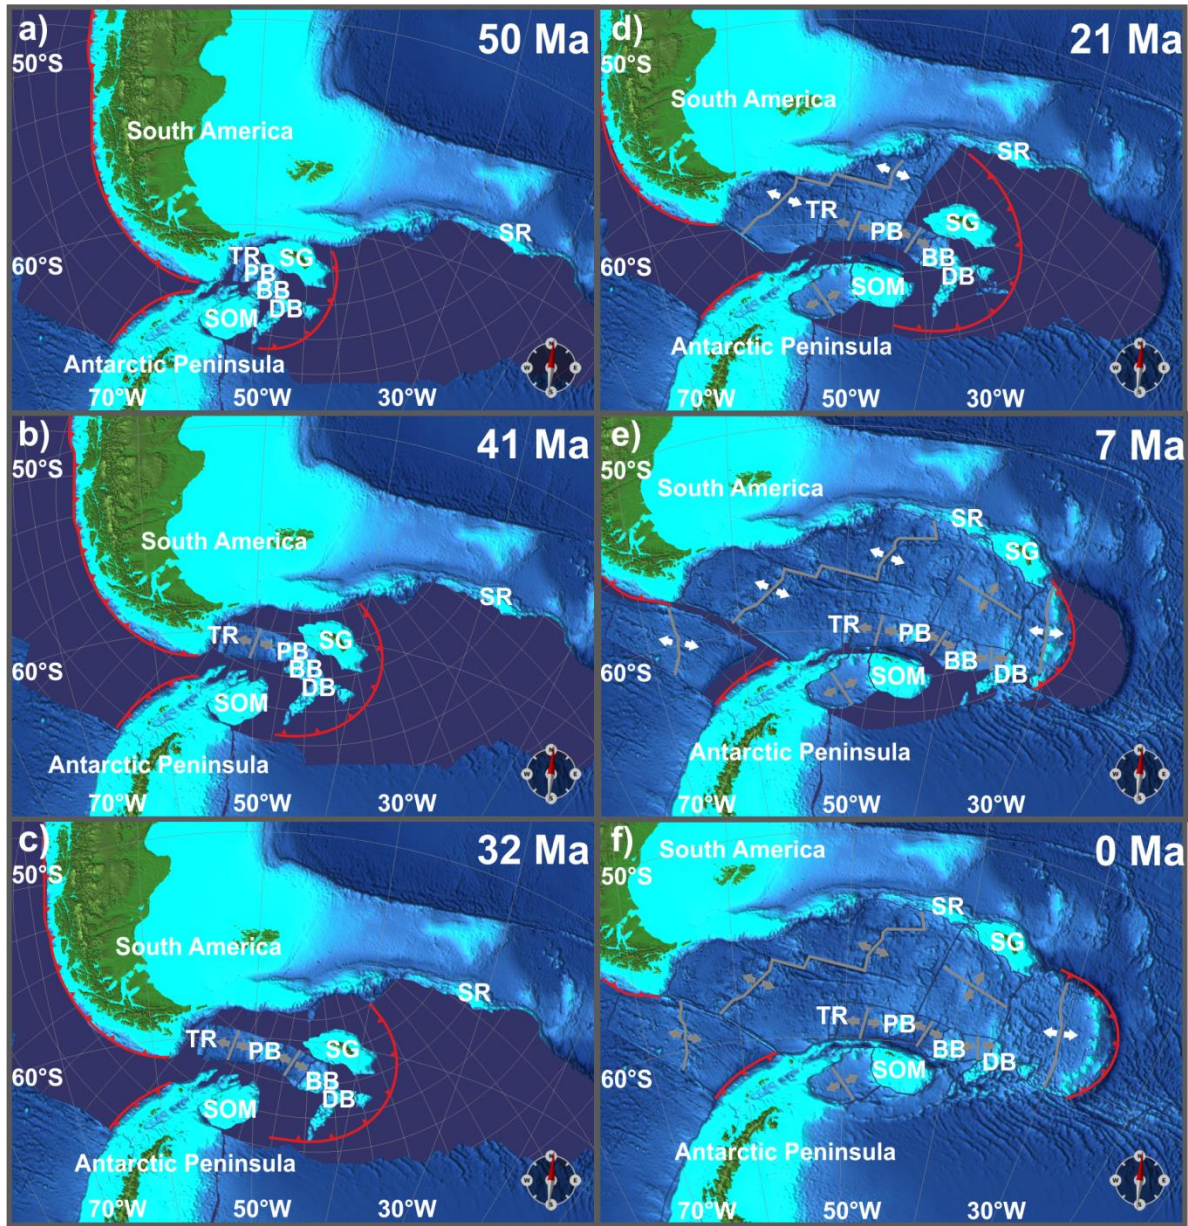 a)
50 Ma
50°S
South America
SR
TR
SG
PB
BB
DB
SOM
60°S
Antarctic Peninsula
70°W
50°W
30°W
b)
41 Ma
50°S
South America
SR
TR
SG
PB
BB
DB
SOM
60°S
Antarctic Peninsula
70°W
50°W
30°W
c)
32 Ma
50°S
South America
SR
TR
PB
SG
BB
DB
SOM
60°S
Antarctic Peninsula
70°W
50°W
30°W
d)
21 Ma
50°S
South America
SR
TR
SG
PB
BB
DB
SOM
60°S
Antarctic Peninsula
70°W
50°W
30°W
e)
7 Ma
50°S
South America
SR
SG
TR
PB
BB
DB
SOM
60°S
Antarctic Peninsula
70°W
50°W
30°W
f)
0 Ma
South America
50°S
SR
SG
TR
PB
BB
DB
SOM
60°S
Antarctic Peninsula
70°W
50°W
30°W